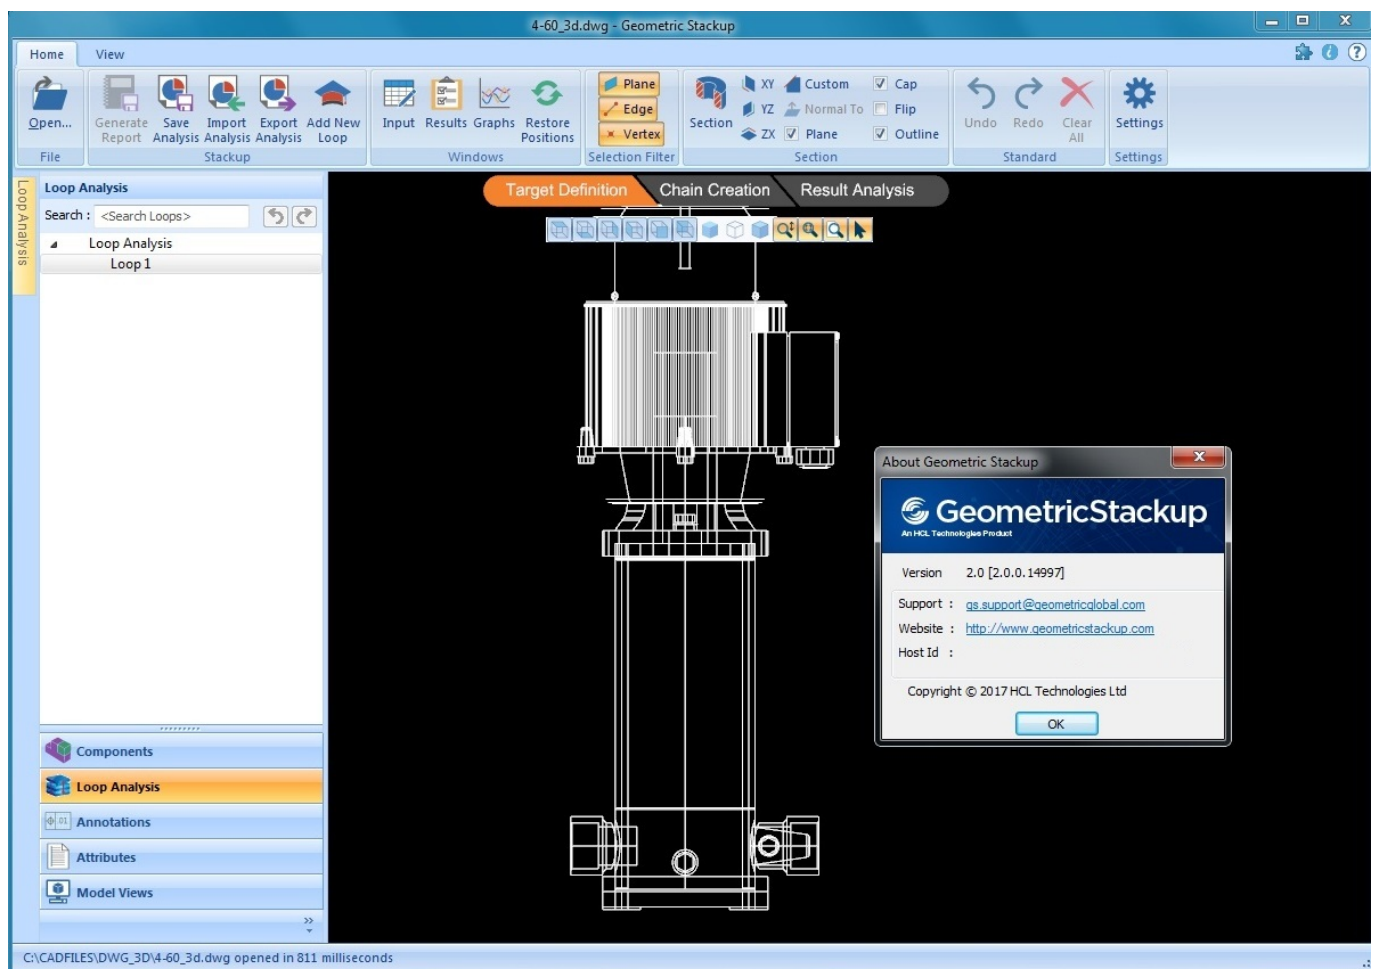 4-60_3d.dwg - Geometric Stackup
Home View
Open...
Generate Report
Save Analysis
Import Analysis
Export Analysis
Add New Loop
Input Results Graphs
Restore Positions
Plane
Edge
Vertex
Section
XY
YZ
ZX
Custom
Normal To
Plane
Cap
Flip
Outline
Undo Redo
Clear All
Settings
File Stackup Windows Selection Filter Section Standard Settings
Loop Analysis
Loop Analysis
Search : <Search Loops>
Loop Analysis
Loop 1
Target Definition Chain Creation Result Analysis
Components
Loop Analysis
Annotations
Attributes
Model Views
About Geometric Stackup
GeometricStackup
An HCL Technologies Product
Version 2.0 [2.0.0.14997]
Support : gs.support@geometricglobal.com
Website : http://www.geometricstackup.com
Host Id :
Copyright © 2017 HCL Technologies Ltd
OK
C:\CADFILES\DWG_3D\4-60_3d.dwg opened in 811 milliseconds